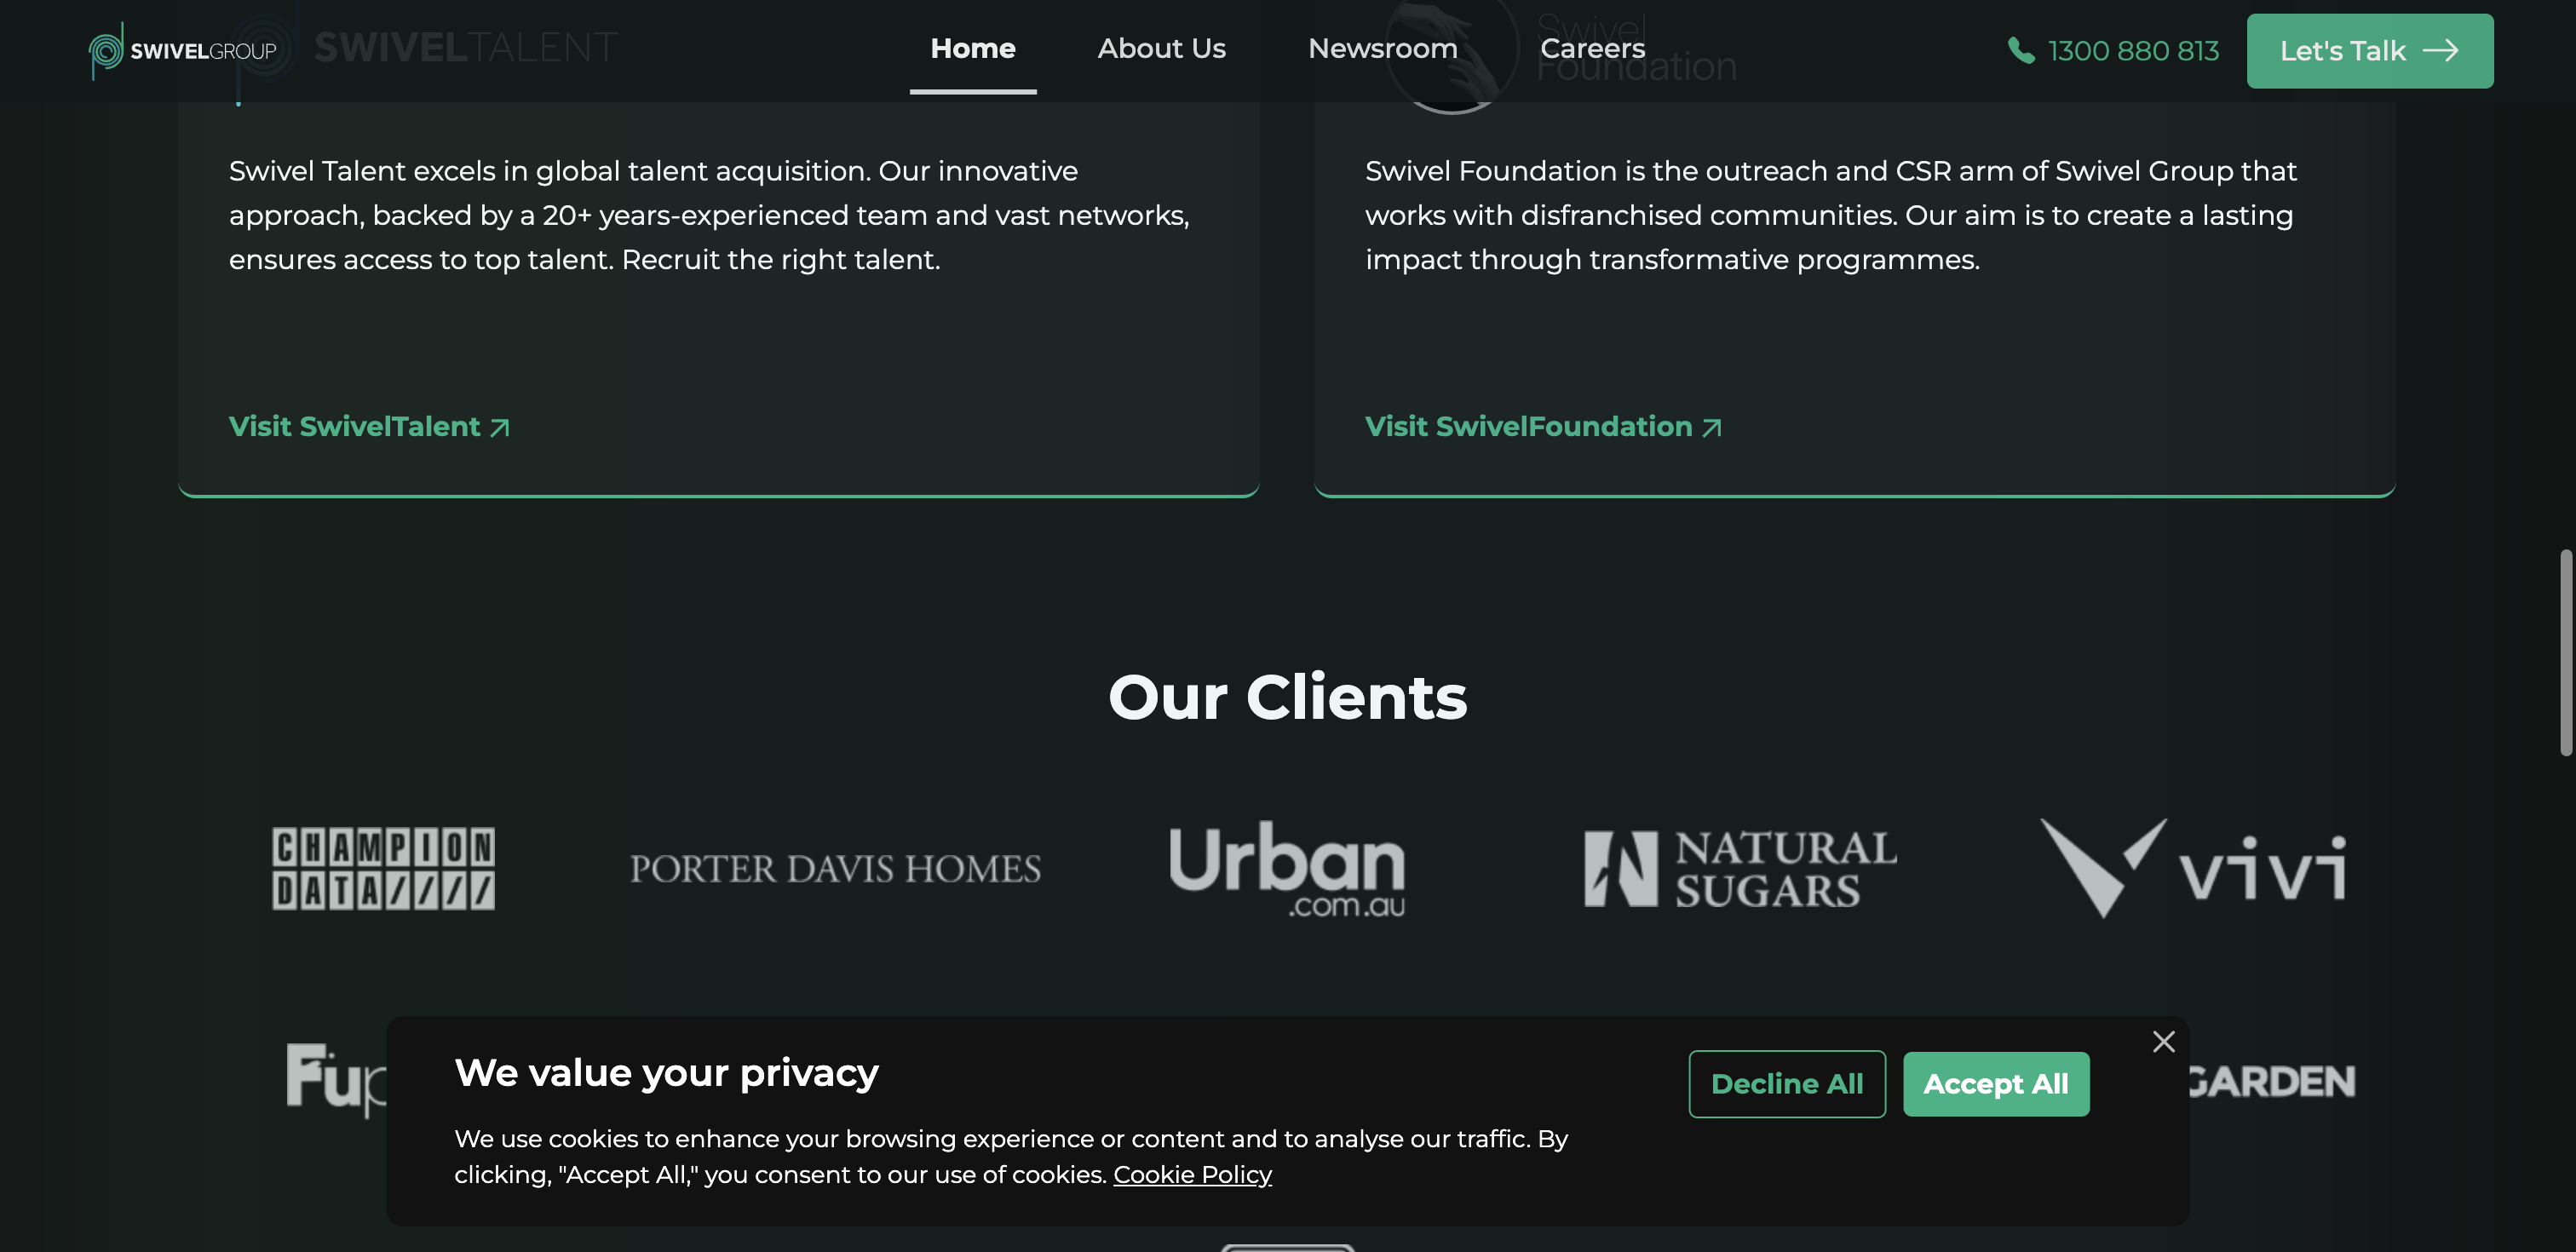 SWIVELGROUP
SWIVELTALENT
Home
About Us
Newsroom
Careers
Swivel
Foundation
1300 880 813
Let's Talk
Swivel Talent excels in global talent acquisition. Our innovative
approach, backed by a 20+ years-experienced team and vast networks,
ensures access to top talent. Recruit the right talent.
Visit SwivelTalent
Swivel Foundation is the outreach and CSR arm of Swivel Group that
works with disfranchised communities. Our aim is to create a lasting
impact through transformative programmes.
Visit SwivelFoundation
Our Clients
CHAMPION
DATA////
PORTER DAVIS HOMES
Urban
.com.au
NATURAL
SUGARS
vivi
GARDEN
We value your privacy
We use cookies to enhance your browsing experience or content and to analyse our traffic. By
clicking, "Accept All," you consent to our use of cookies. Cookie Policy
Decline All
Accept All